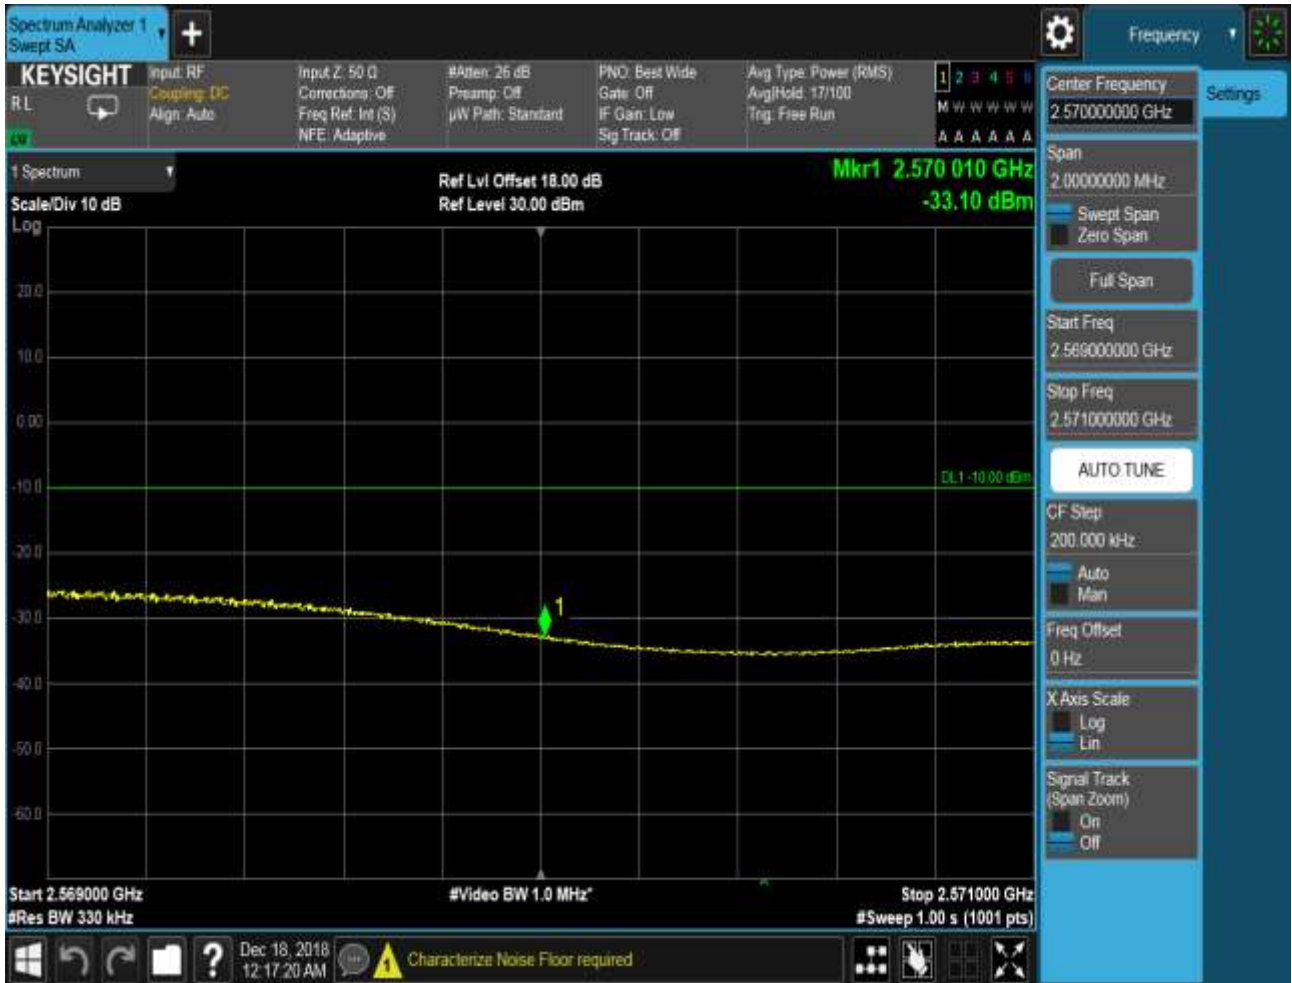 Spectrum Analyzer 1
Swept SA
Frequency
KEYSIGHT
RL
LW
Input: RF
Coupling: DC
Align: Auto
Input Z: 50 Ω
Corrections: Off
Freq Ref: Int (S)
NFE: Adaptive
#Atten: 26 dB
Preamp: Off
µW Path: Standard
PNO: Best Wide
Gate: Off
IF Gain: Low
Sig Track: Off
Avg Type: Power (RMS)
Avg|Hold: 17/100
Trig: Free Run
1 2 3 4 5 6
M W W W W W
A A A A A A
1 Spectrum
Scale/Div 10 dB
Log
Ref Lvl Offset 18.00 dB
Ref Level 30.00 dBm
Mkr1 2.570 010 GHz
-33.10 dBm
20.0
10.0
0.00
-10.0
-20.0
-30.0
-40.0
-50.0
-60.0
DL1 -10.00 dBm
1
Start 2.569000 GHz
#Res BW 330 kHz
#Video BW 1.0 MHz*
Stop 2.571000 GHz
#Sweep 1.00 s (1001 pts)
Center Frequency
2.570000000 GHz
Settings
Span
2.00000000 MHz
Swept Span
Zero Span
Full Span
Start Freq
2.569000000 GHz
Stop Freq
2.571000000 GHz
AUTO TUNE
CF Step
200.000 kHz
Auto
Man
Freq Offset
0 Hz
X Axis Scale
Log
Lin
Signal Track
(Span Zoom)
On
Off
?
Dec 18, 2018
12:17:20 AM
Characterize Noise Floor required